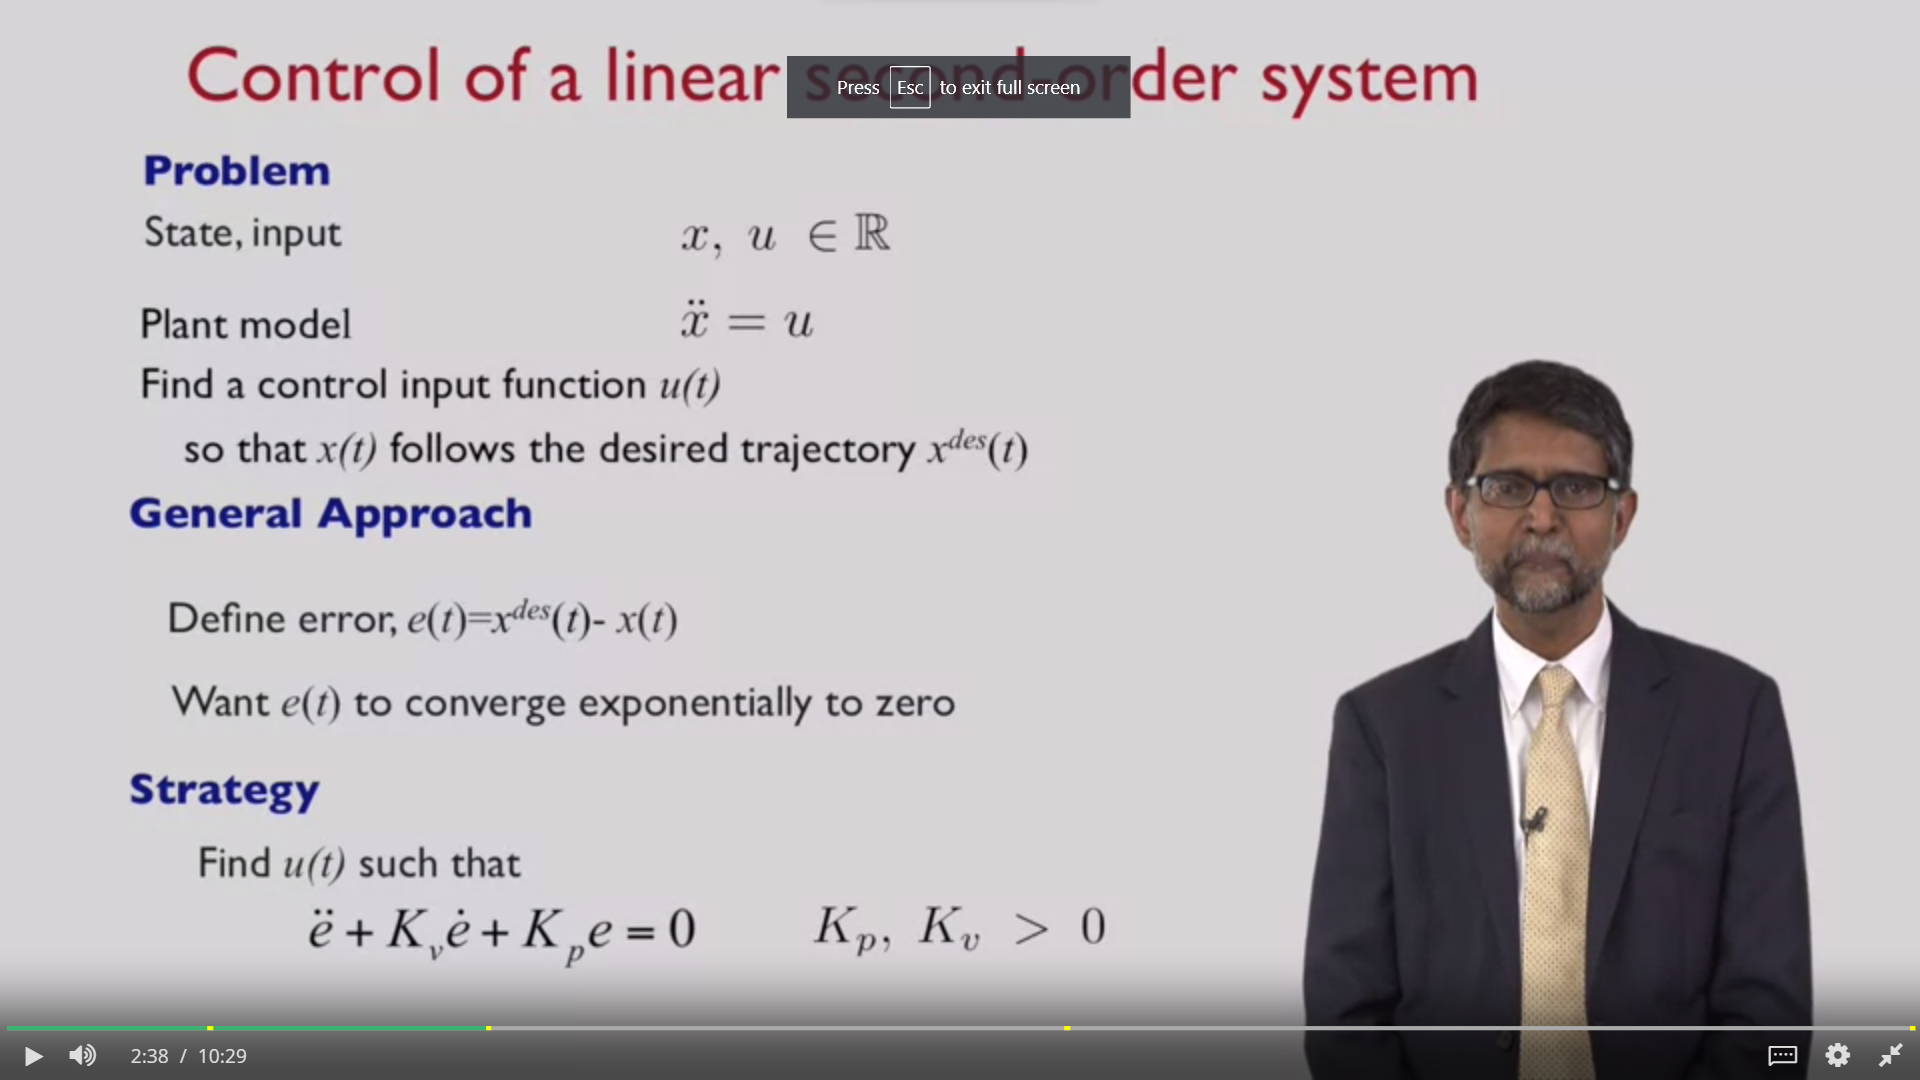 Control of a linear second-order system
Press Esc to exit full screen
Problem
State, input x, u ∈ ℝ
Plant model ẍ = u
Find a control input function u(t)
so that x(t) follows the desired trajectory x^des(t)
General Approach
Define error, e(t)=x^des(t)- x(t)
Want e(t) to converge exponentially to zero
Strategy
Find u(t) such that
ë + K_v ė + K_p e = 0 K_p, K_v > 0
2:38 / 10:29